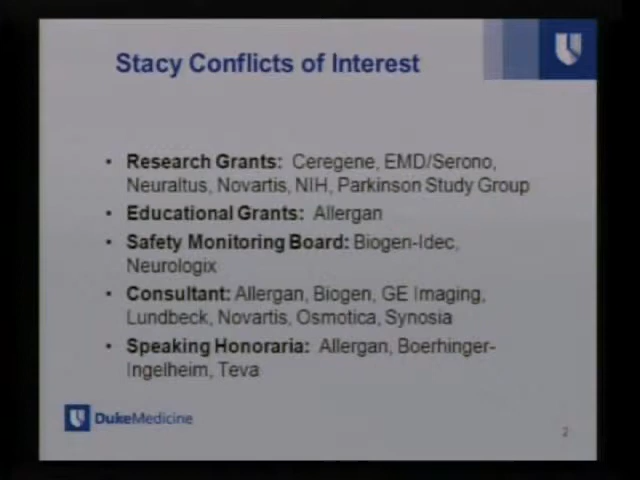 Stacy Conflicts of Interest
• Research Grants: Ceregene, EMD/Serono,
Neuraltus, Novartis, NIH, Parkinson Study Group
• Educational Grants: Allergan
• Safety Monitoring Board: Biogen-Idec,
Neurologix
• Consultant: Allergan, Biogen, GE Imaging,
Lundbeck, Novartis, Osmotica, Synosia
• Speaking Honoraria: Allergan, Boerhinger-
Ingelheim, Teva
DukeMedicine
2